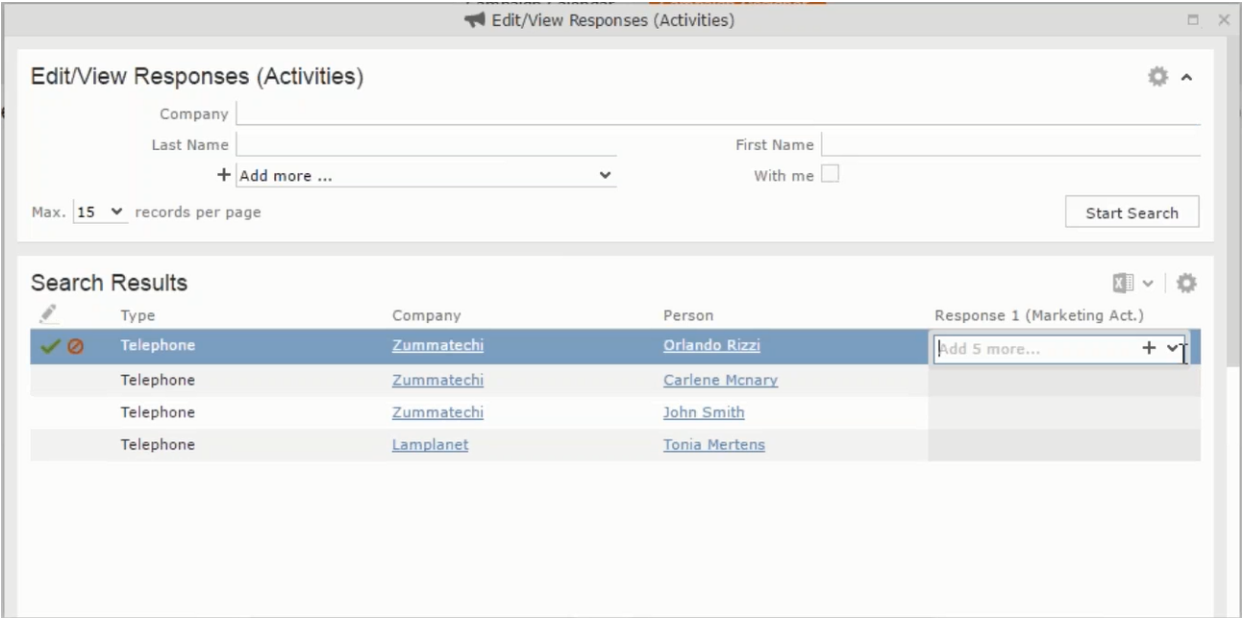 Edit/View Responses (Activities)
Edit/View Responses (Activities)
Company
Last Name First Name
+ Add more ... With me
Max. 15 records per page Start Search
Search Results
Type Company Person Response 1 (Marketing Act.)
Telephone Zummatechi Orlando Rizzi Add 5 more... +
Telephone Zummatechi Carlene Mcnary
Telephone Zummatechi John Smith
Telephone Lamplanet Tonia Mertens